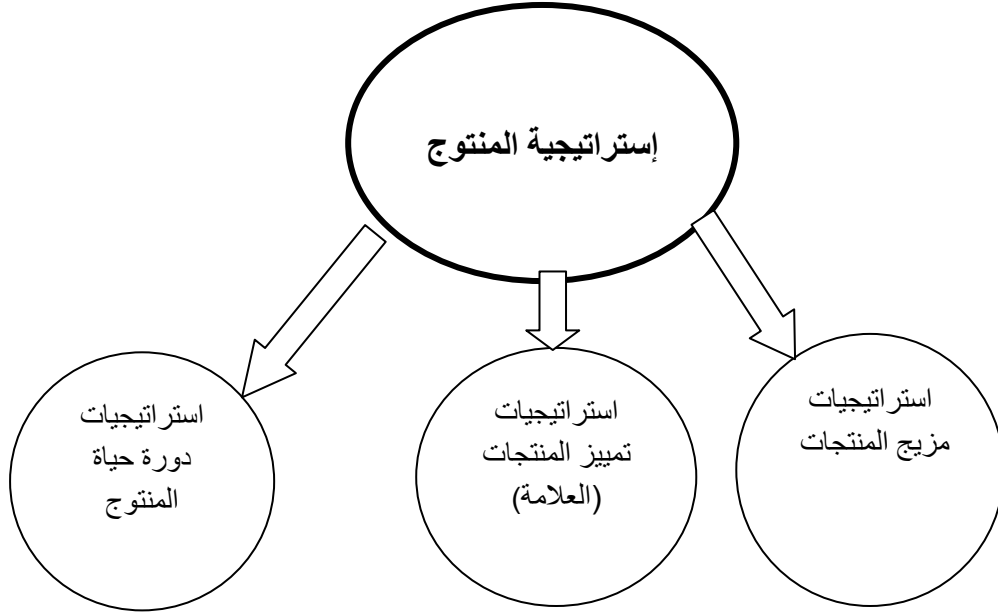 إستراتيجية المنتوج
استراتيجيات
مزيج المنتجات
استراتيجيات
تمييز المنتجات
(العلامة)
استراتيجيات
دورة حياة
المنتوج